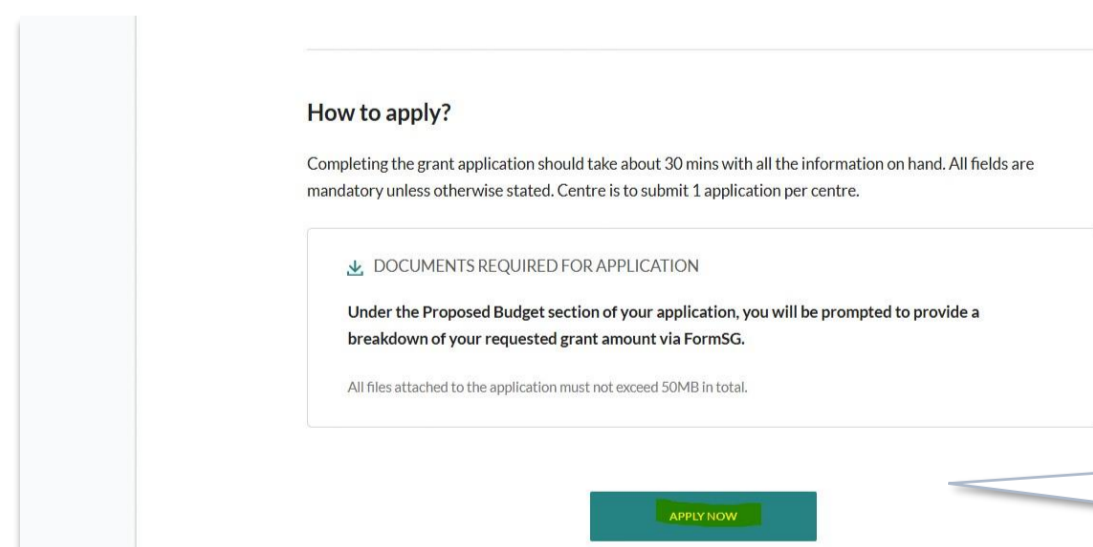 How to apply?
Completing the grant application should take about 30 mins with all the information on hand. All fields are
mandatory unless otherwise stated. Centre is to submit 1 application per centre.
DOCUMENTS REQUIRED FOR APPLICATION
Under the Proposed Budget section of your application, you will be prompted to provide a
breakdown of your requested grant amount via FormSG.
All files attached to the application must not exceed 50MB in total.
APPLY NOW